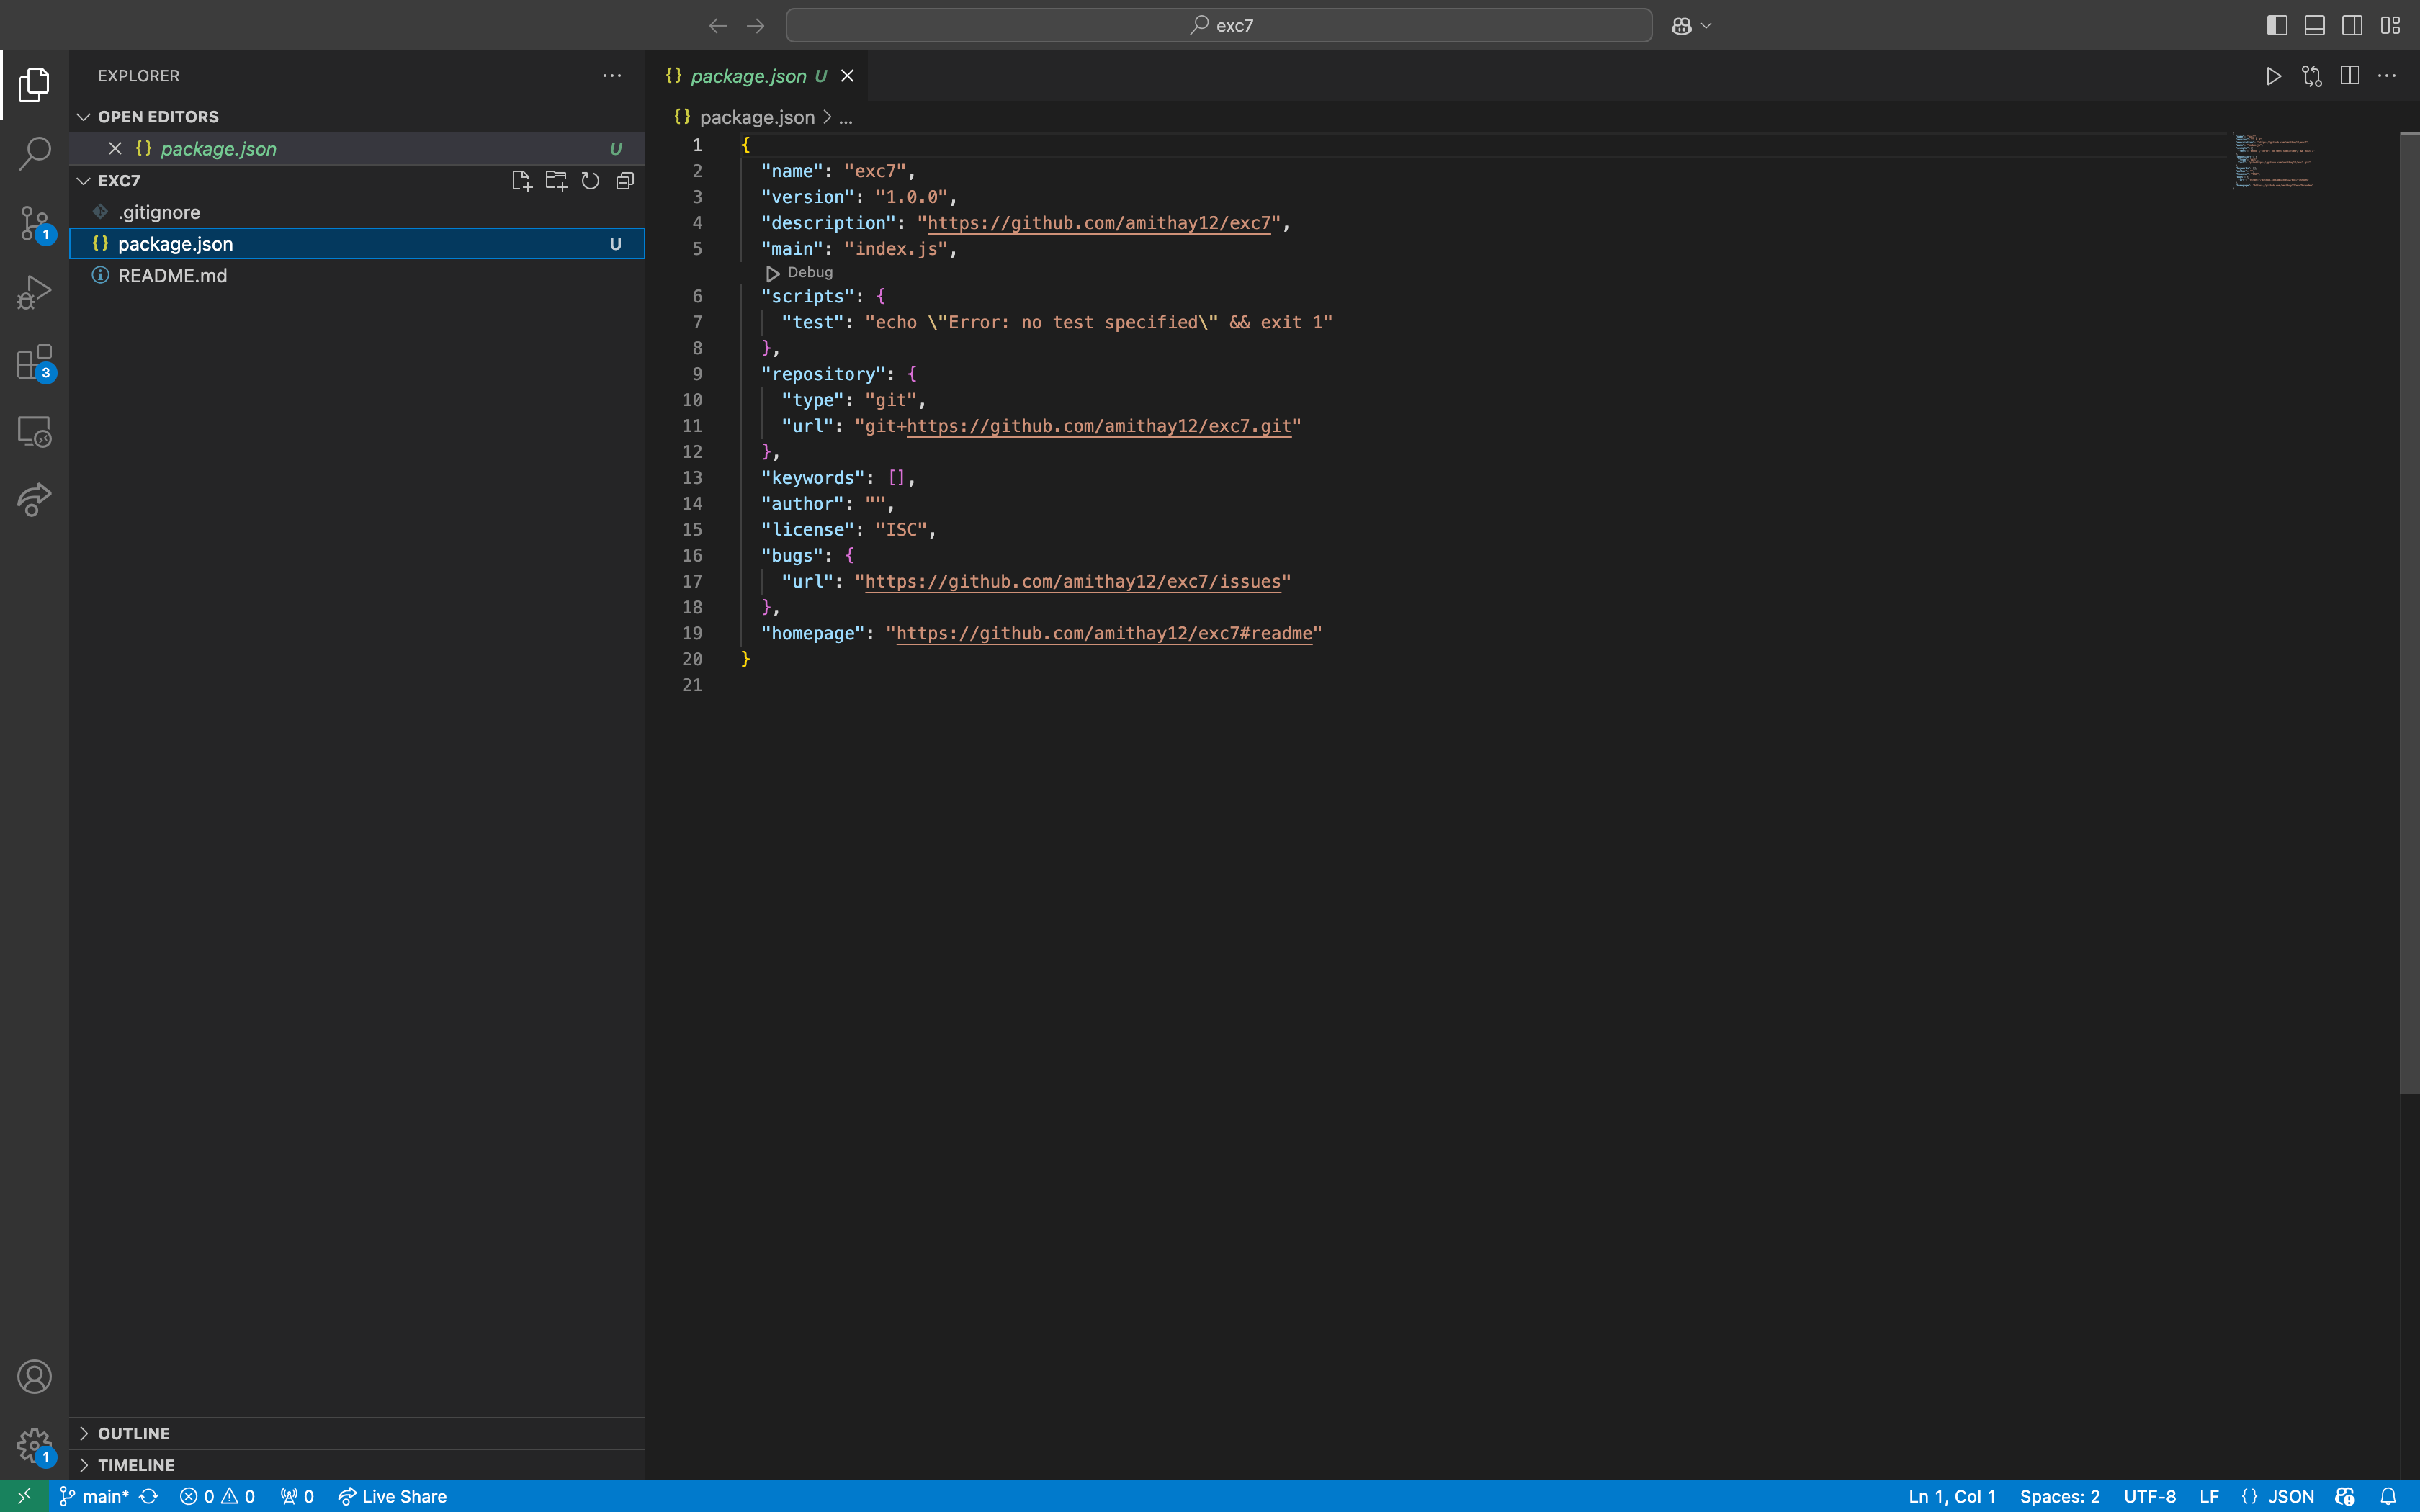 exc7
EXPLORER
OPEN EDITORS
{} package.json U
EXC7
.gitignore
{} package.json U
README.md
OUTLINE
TIMELINE
1
3
1
{} package.json U
{} package.json > ...
1 {
2 "name": "exc7",
3 "version": "1.0.0",
4 "description": "https://github.com/amithay12/exc7",
5 "main": "index.js",
Debug
6 "scripts": {
7 "test": "echo \"Error: no test specified\" && exit 1"
8 },
9 "repository": {
10 "type": "git",
11 "url": "git+https://github.com/amithay12/exc7.git"
12 },
13 "keywords": [],
14 "author": "",
15 "license": "ISC",
16 "bugs": {
17 "url": "https://github.com/amithay12/exc7/issues"
18 },
19 "homepage": "https://github.com/amithay12/exc7#readme"
20 }
21
main* 0 0 0 Live Share Ln 1, Col 1 Spaces: 2 UTF-8 LF {} JSON